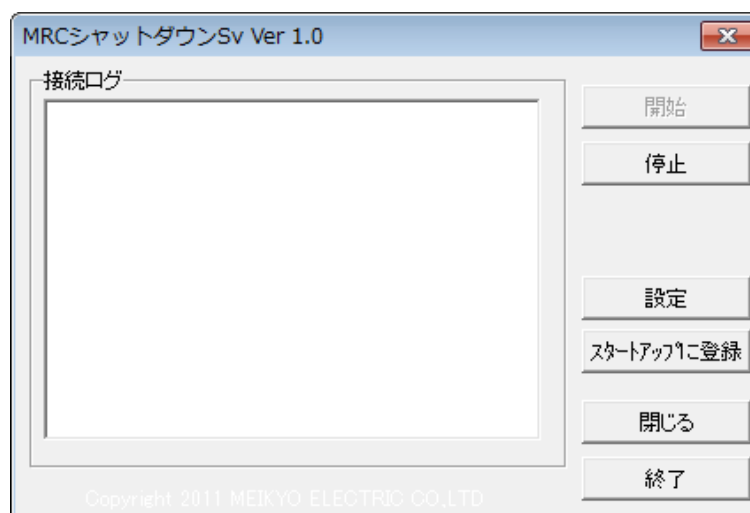 MRCシャットダウンSv Ver 1.0
接続ログ
開始
停止
設定
ｽﾀｰﾄｱｯﾌﾟに登録
閉じる
終了
Copyright 2011 MEIKYO ELECTRIC CO.,LTD